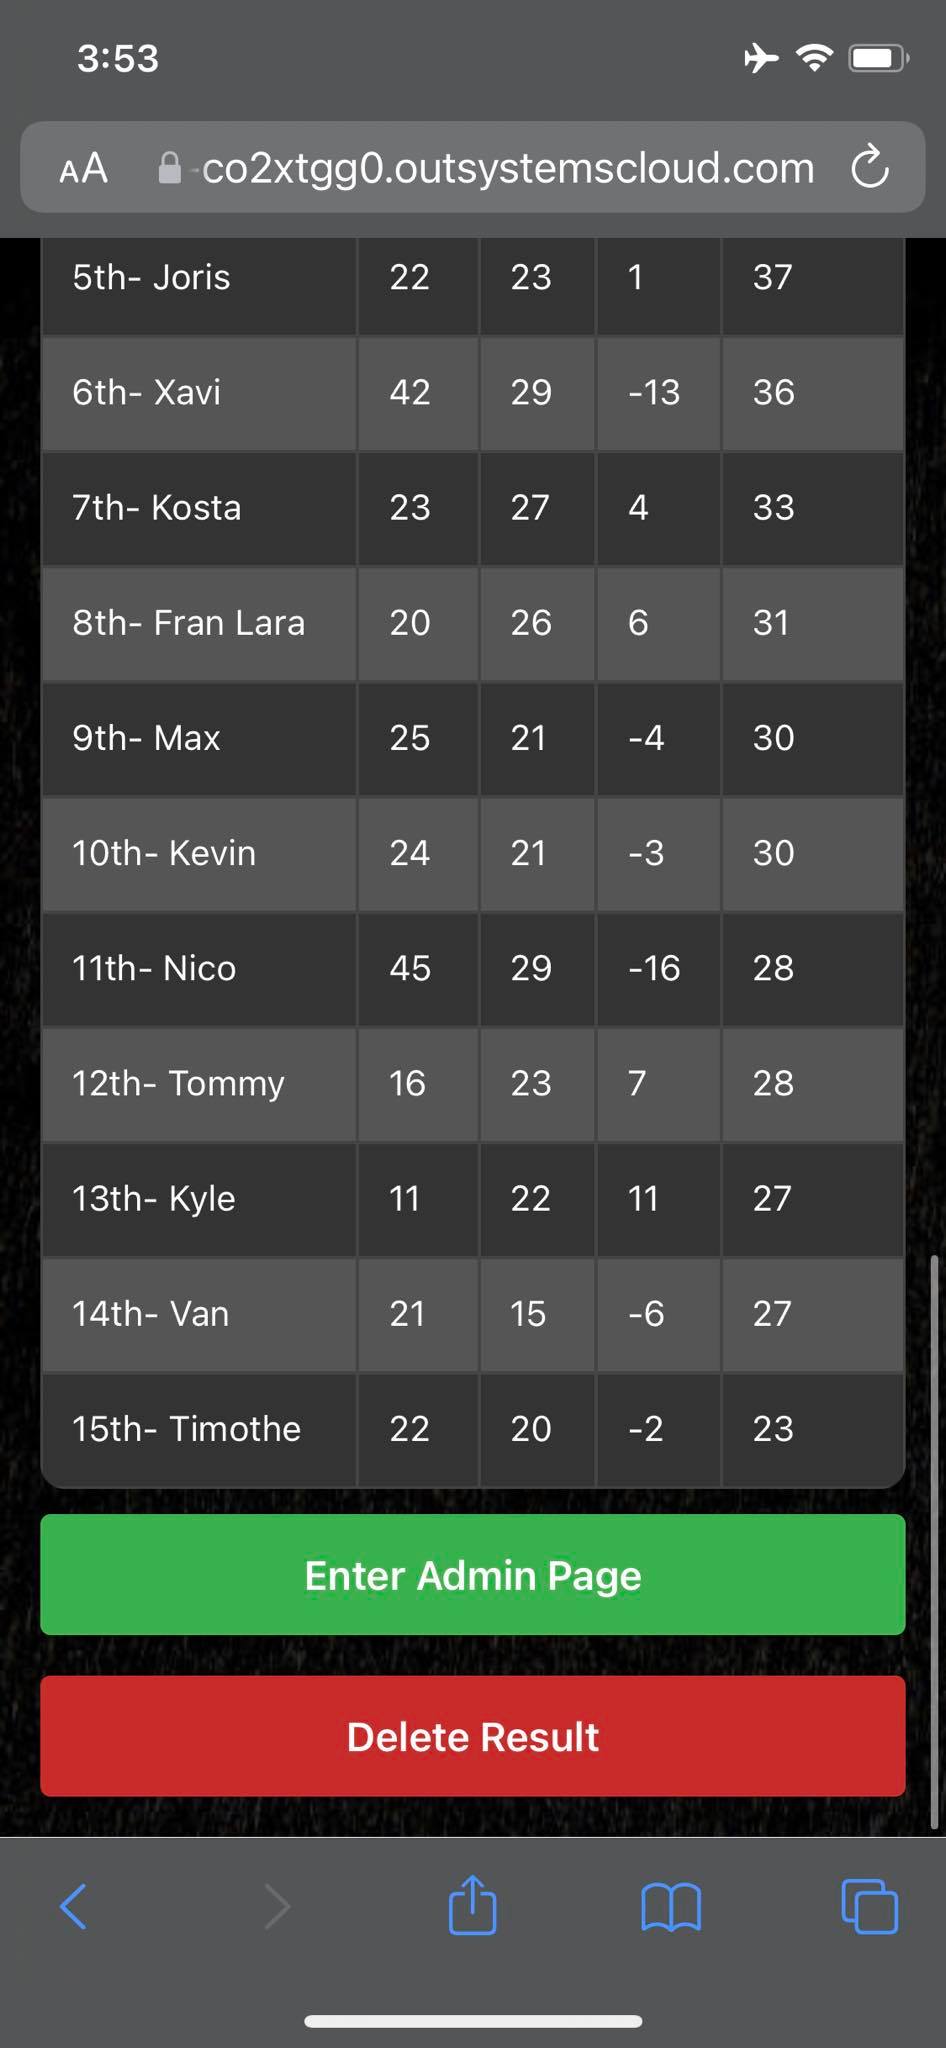 3:53
AA -co2xtgg0.outsystemscloud.com
5th- Joris 22 23 1 37
6th- Xavi 42 29 -13 36
7th- Kosta 23 27 4 33
8th- Fran Lara 20 26 6 31
9th- Max 25 21 -4 30
10th- Kevin 24 21 -3 30
11th- Nico 45 29 -16 28
12th- Tommy 16 23 7 28
13th- Kyle 11 22 11 27
14th- Van 21 15 -6 27
15th- Timothe 22 20 -2 23
Enter Admin Page
Delete Result